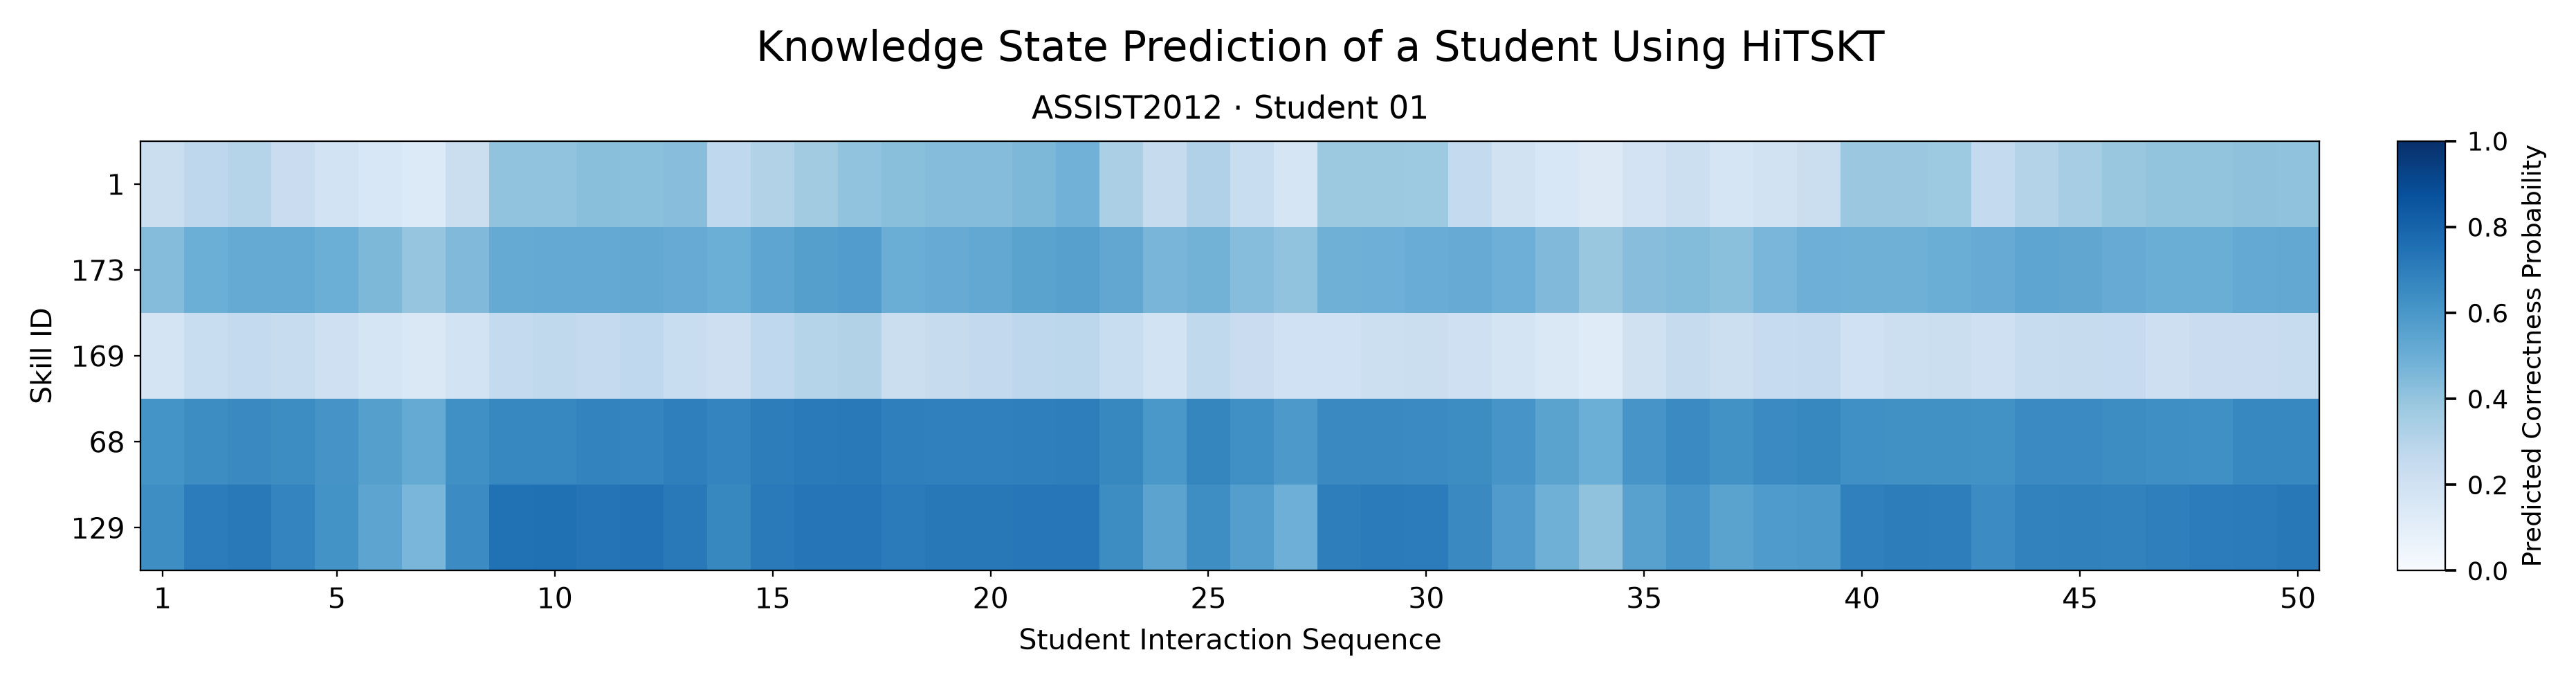 Knowledge State Prediction of a Student Using HiTSKT
ASSIST2012 · Student 01
Skill ID
1
173
169
68
129
1 5 10 15 20 25 30 35 40 45 50
Student Interaction Sequence
1.0
0.8
0.6
0.4
0.2
0.0
Predicted Correctness Probability